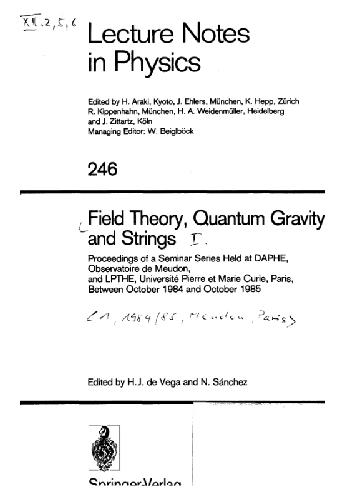 XII. 2, 5, 6
Lecture Notes
in Physics
Edited by H. Araki, Kyoto, J. Ehlers, München, K. Hepp, Zürich
R. Kippenhahn, München, H. A. Weidenmüller, Heidelberg
and J. Zittartz, Köln
Managing Editor: W. Beiglböck
246
Field Theory, Quantum Gravity
and Strings I.
Proceedings of a Seminar Series Held at DAPHE,
Observatoire de Meudon,
and LPTHE, Université Pierre et Marie Curie, Paris,
Between October 1984 and October 1985
1984/85, Meudon, Paris
Edited by H.J. de Vega and N. Sánchez
Springer-Verlag